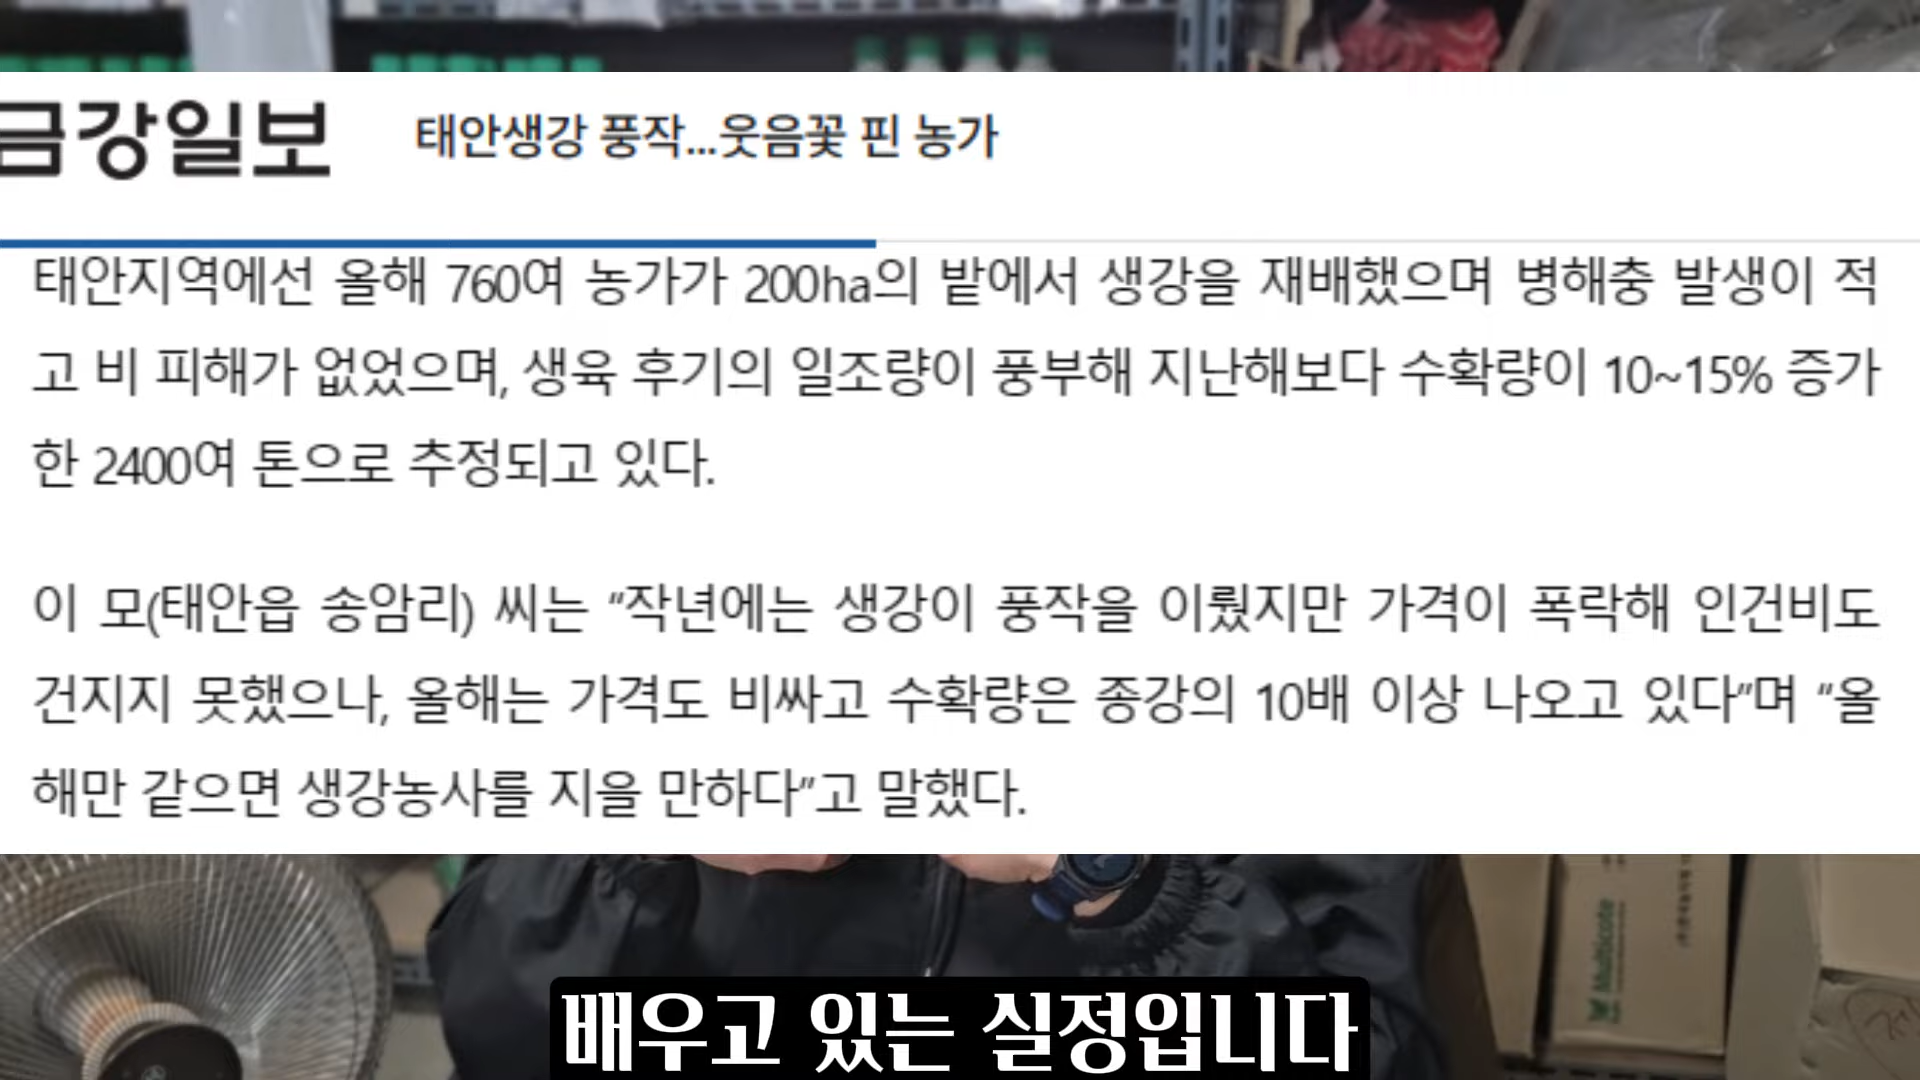 금강일보
태안생강 풍작...웃음꽃 핀 농가
태안지역에선 올해 760여 농가가 200ha의 밭에서 생강을 재배했으며 병해충 발생이 적
고 비 피해가 없었으며, 생육 후기의 일조량이 풍부해 지난해보다 수확량이 10~15% 증가
한 2400여 톤으로 추정되고 있다.
이 모(태안읍 송암리) 씨는 “작년에는 생강이 풍작을 이뤘지만 가격이 폭락해 인건비도
건지지 못했으나, 올해는 가격도 비싸고 수확량은 종강의 10배 이상 나오고 있다”며 “올
해만 같으면 생강농사를 지을 만하다”고 말했다.
Multicote
배우고 있는 실정입니다